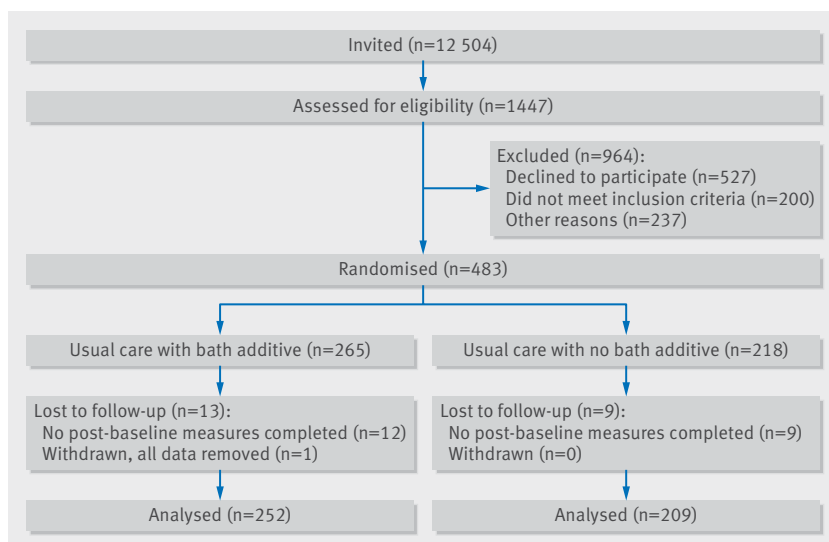 Invited (n=12 504)
Assessed for eligibility (n=1447)
Excluded (n=964):
Declined to participate (n=527)
Did not meet inclusion criteria (n=200)
Other reasons (n=237)
Randomised (n=483)
Usual care with bath additive (n=265)
Usual care with no bath additive (n=218)
Lost to follow-up (n=13):
No post-baseline measures completed (n=12)
Withdrawn, all data removed (n=1)
Lost to follow-up (n=9):
No post-baseline measures completed (n=9)
Withdrawn (n=0)
Analysed (n=252)
Analysed (n=209)